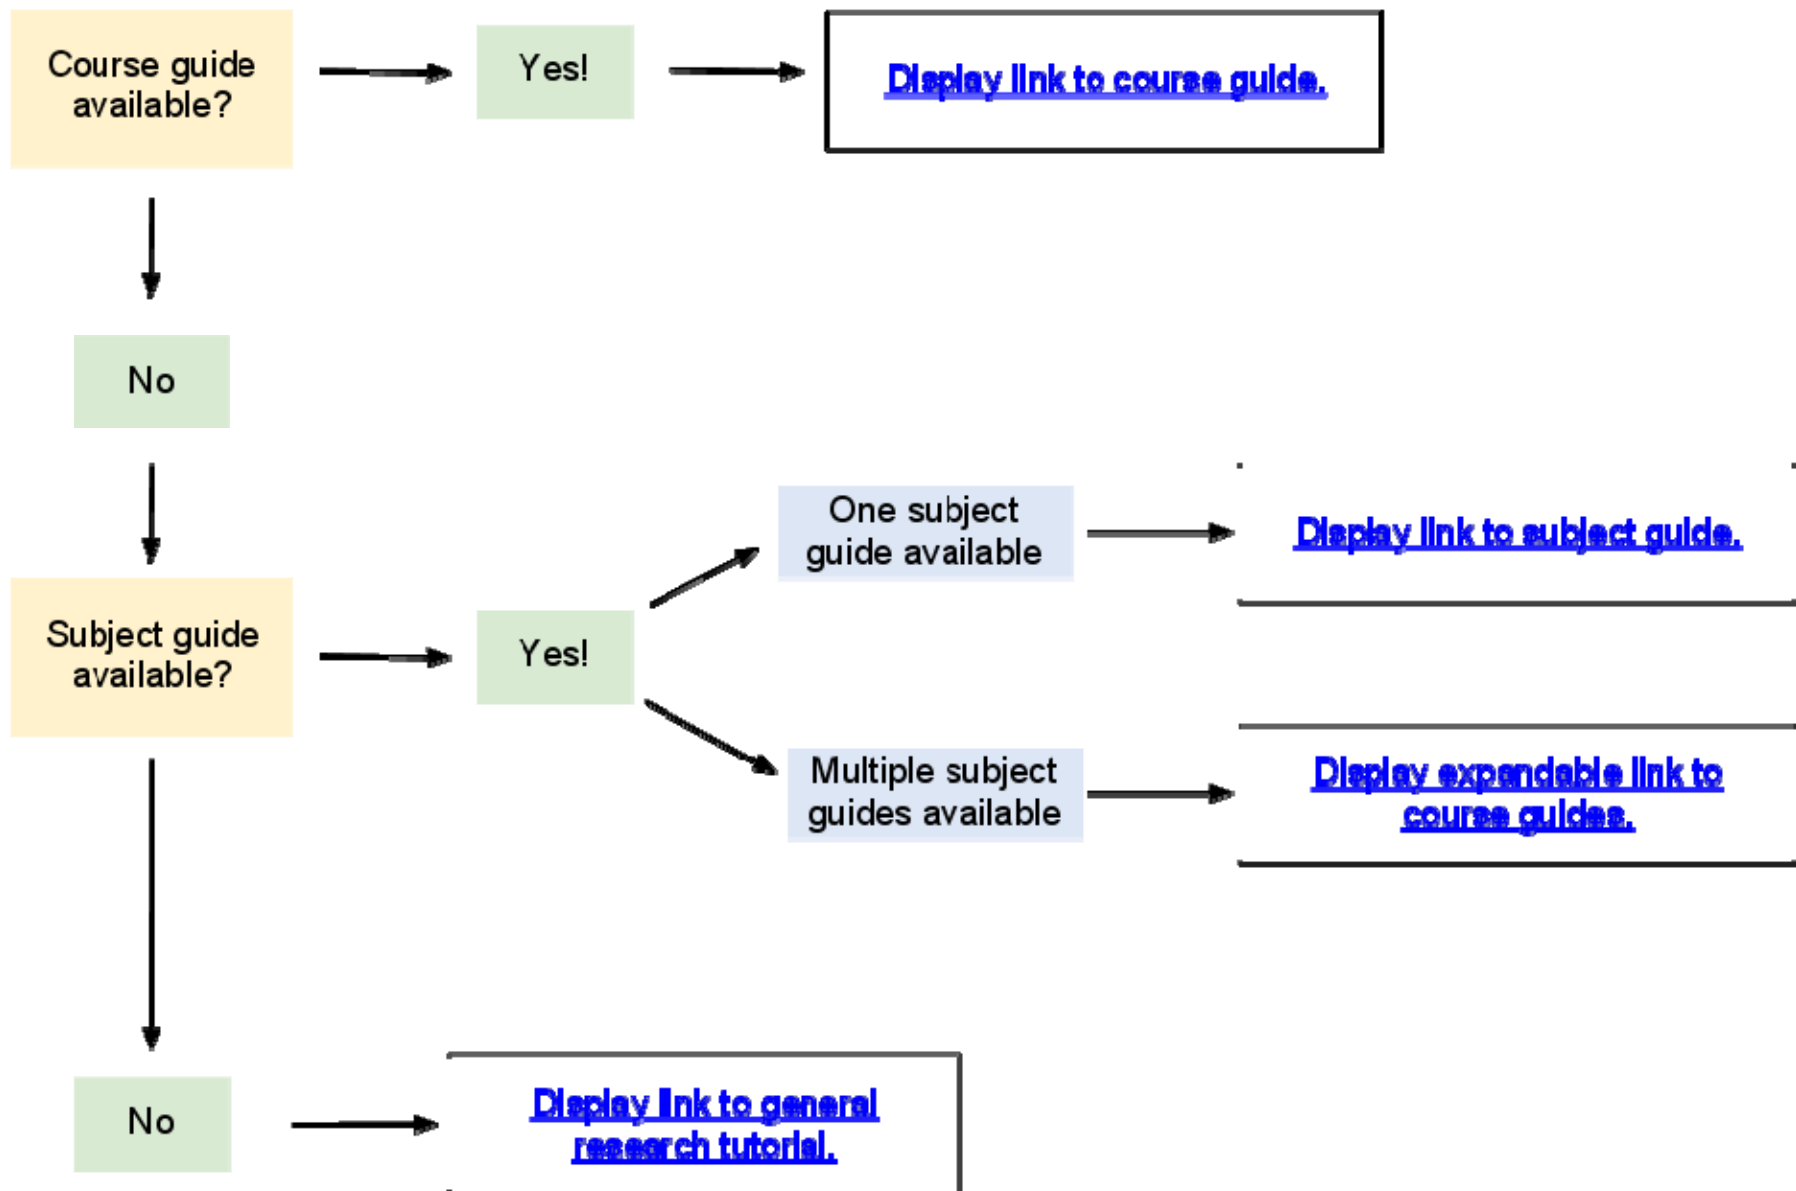 Course guide
available?
Yes!
Display link to course guide.
No
One subject
guide available
Display link to subject guide.
Subject guide
available?
Yes!
Multiple subject
guides available
Display expandable link to
course guides.
No
Display link to general
research tutorial.